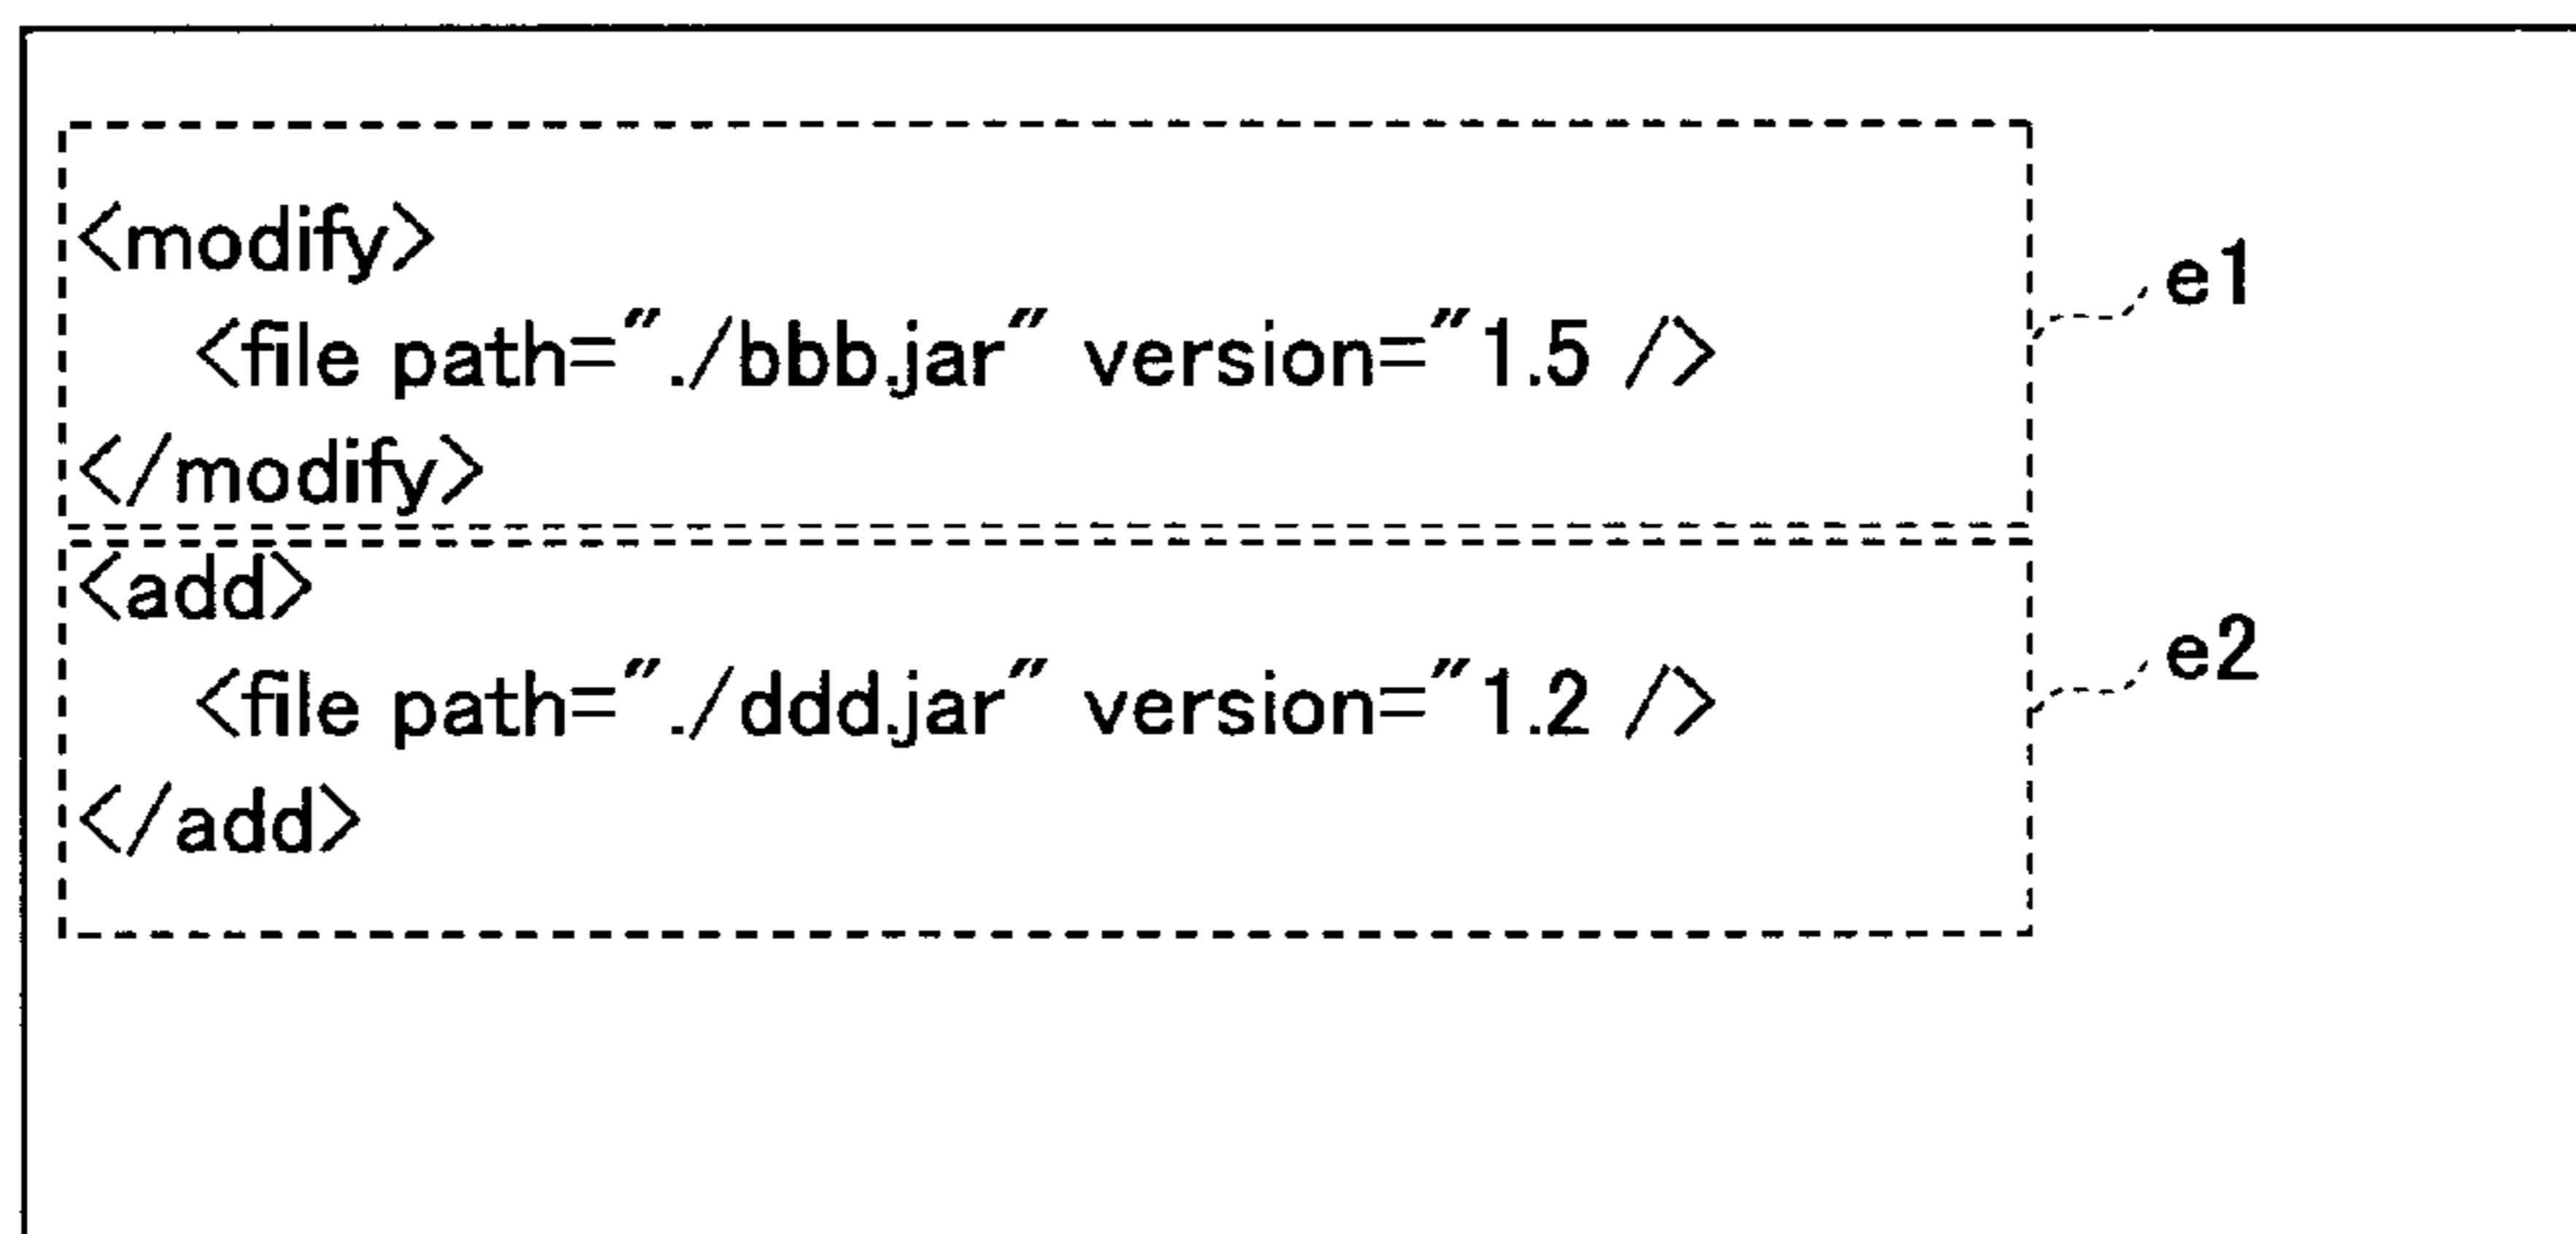 <modify>
<file path="./bbb.jar" version="1.5 />
</modify>
e1
<add>
<file path="./ddd.jar" version="1.2 />
</add>
e2